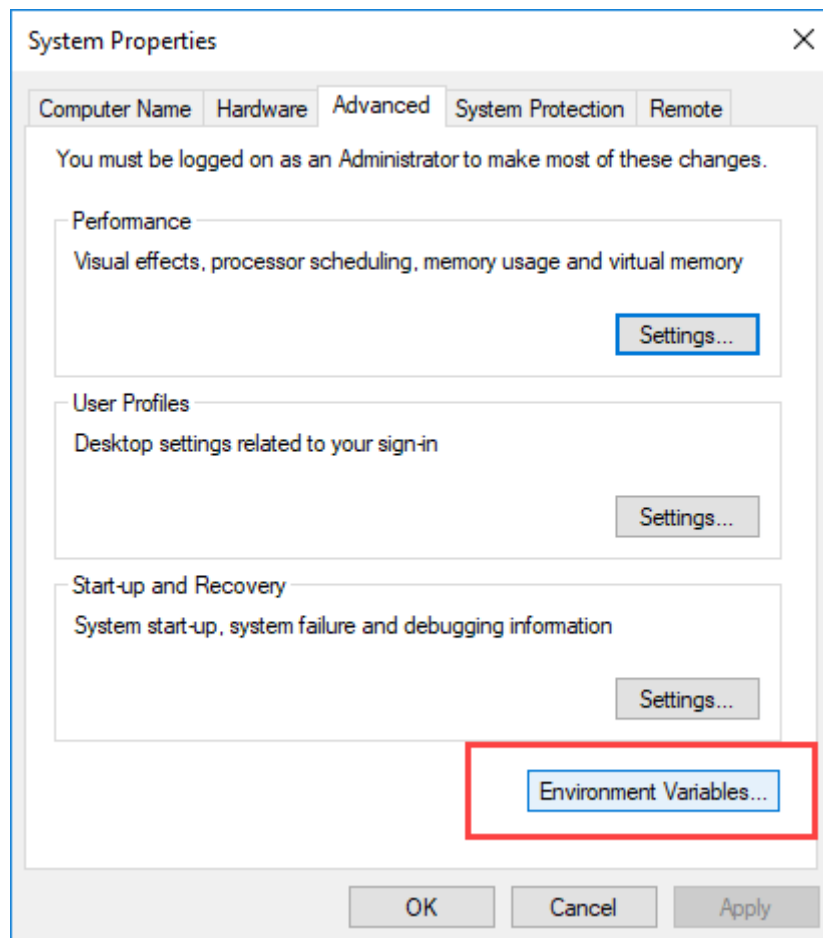 System Properties
Computer Name Hardware Advanced System Protection Remote
You must be logged on as an Administrator to make most of these changes.
Performance
Visual effects, processor scheduling, memory usage and virtual memory
Settings...
User Profiles
Desktop settings related to your sign-in
Settings...
Start-up and Recovery
System start-up, system failure and debugging information
Settings...
Environment Variables...
OK Cancel Apply